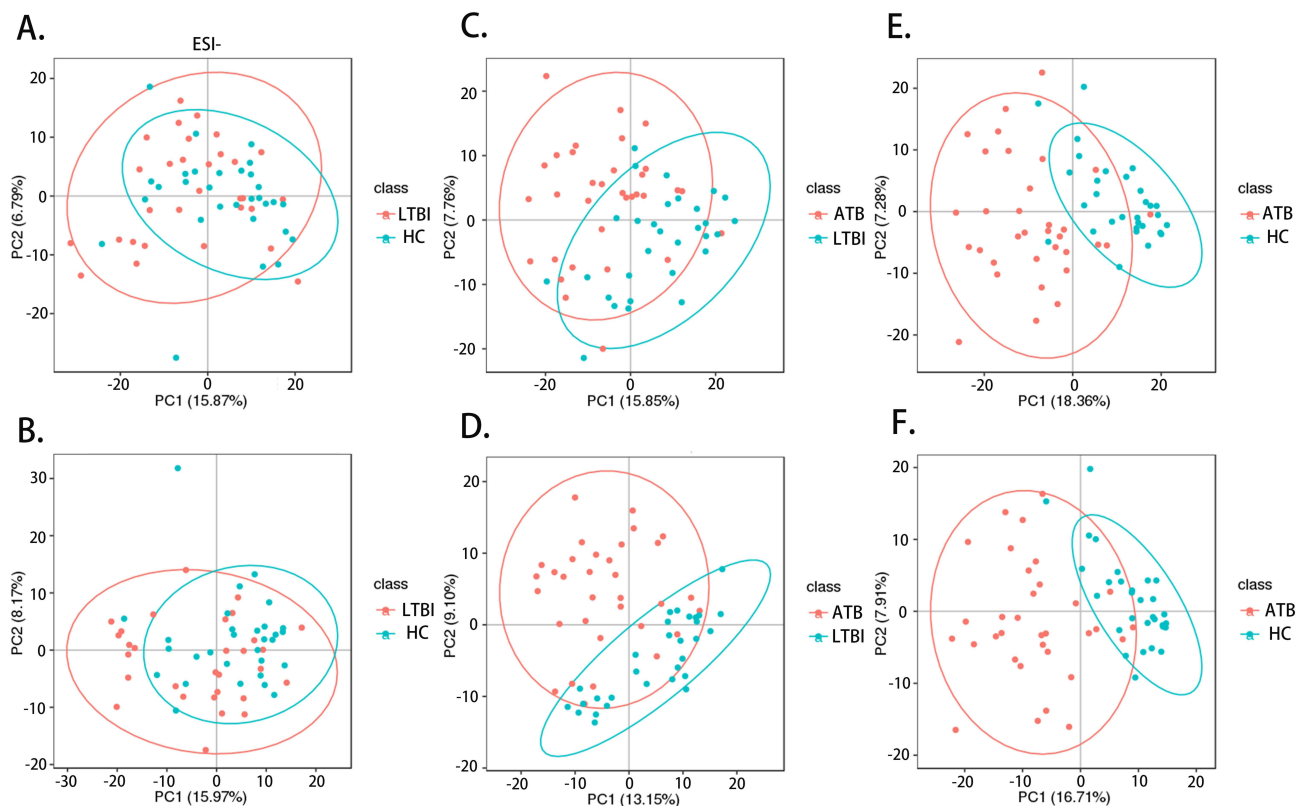 A.
ESI-
20
10
0
-10
-20
-20
0
20
PC1 (15.87%)
PC2 (6.79%)
class
a LTBI
a HC
B.
30
20
10
0
-10
-20
-30
-20
-10
0
10
20
PC1 (15.97%)
PC2 (8.17%)
class
a LTBI
a HC
C.
20
10
0
-10
-20
-20
0
20
PC1 (15.85%)
PC2 (7.76%)
class
a ATB
a LTBI
D.
20
10
0
-10
-20
-20
-10
0
10
20
PC1 (13.15%)
PC2 (9.10%)
class
a ATB
a LTBI
E.
20
10
0
-10
-20
-20
0
20
PC1 (18.36%)
PC2 (7.28%)
class
a ATB
a HC
F.
20
10
0
-10
-20
-20
-10
0
10
20
PC1 (16.71%)
PC2 (7.91%)
class
a ATB
a HC